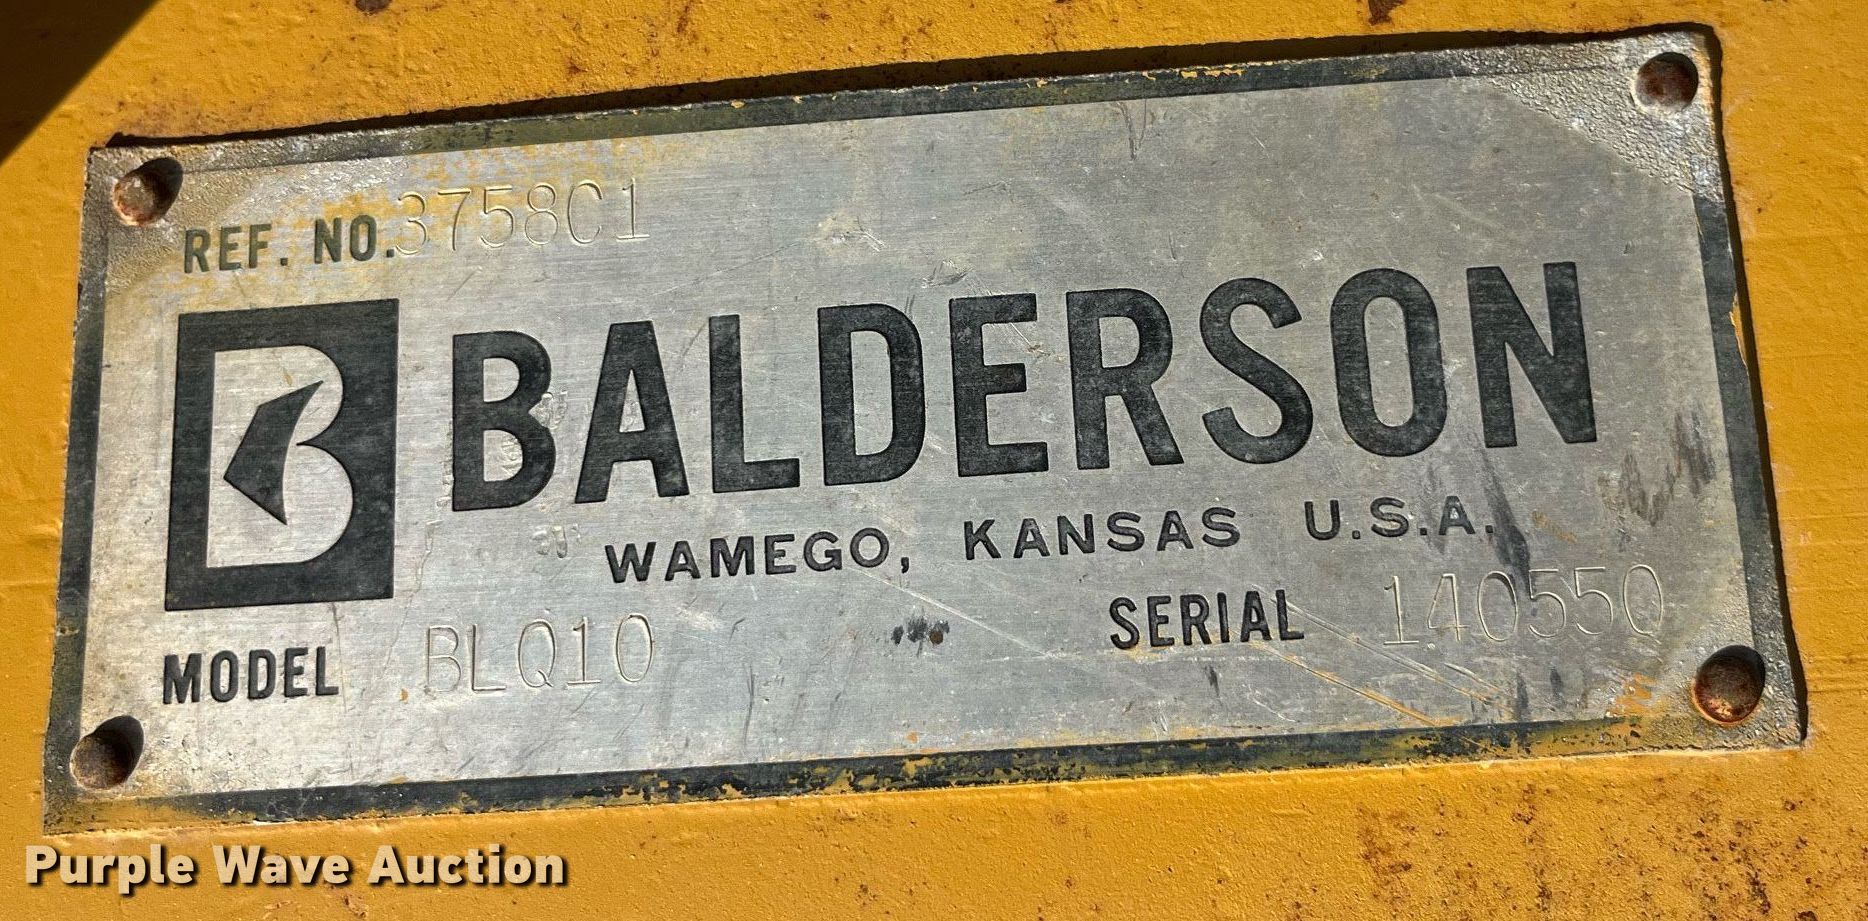 REF. NO. 3758C1
BALDERSON
WAMEGO, KANSAS U.S.A.
MODEL BLQ10 SERIAL 140550
Purple Wave Auction